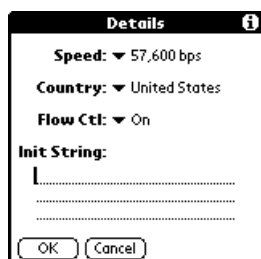 Details i
Speed: 57,600 bps
Country: United States
Flow Ctl: On
Init String:
OK Cancel